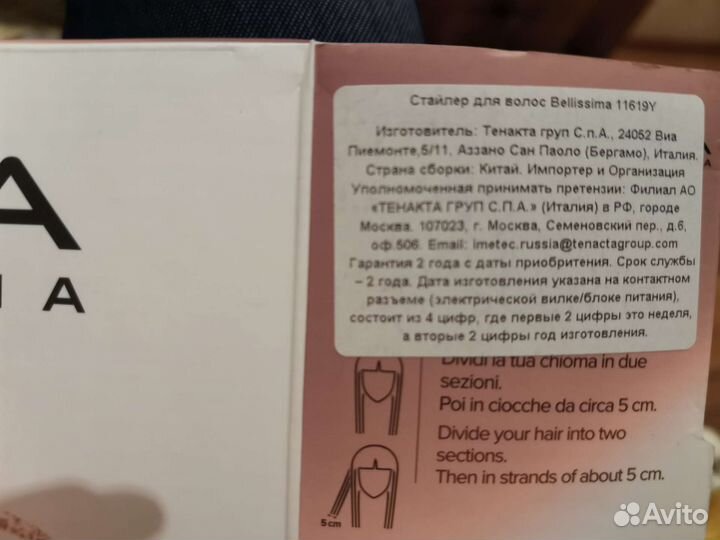 Стайлер для волос Bellissima 11619Y
Изготовитель: Тенакта груп С.п.А., 24052 Виа
Пиемонте,5/11, Аззано Сан Паоло (Бергамо), Италия.
Страна сборки: Китай. Импортер и Организация
Уполномоченная принимать претензии: Филиал АО
«ТЕНАКТА ГРУП С.П.А.» (Италия) в РФ, городе
Москва. 107023, г. Москва, Семеновский пер., д.6,
оф.506. Email: imetec.russia@tenactagroup.com
Гарантия 2 года с даты приобретения. Срок службы
– 2 года. Дата изготовления указана на контактном
разъеме (электрической вилке/блоке питания),
состоит из 4 цифр, где первые 2 цифры это неделя,
а вторые 2 цифры год изготовления.
A
A
A
A
Dividi la tua chioma in due
sezioni.
Poi in ciocche da circa 5 cm.
Divide your hair into two
sections.
Then in strands of about 5 cm.
5 cm
Avito